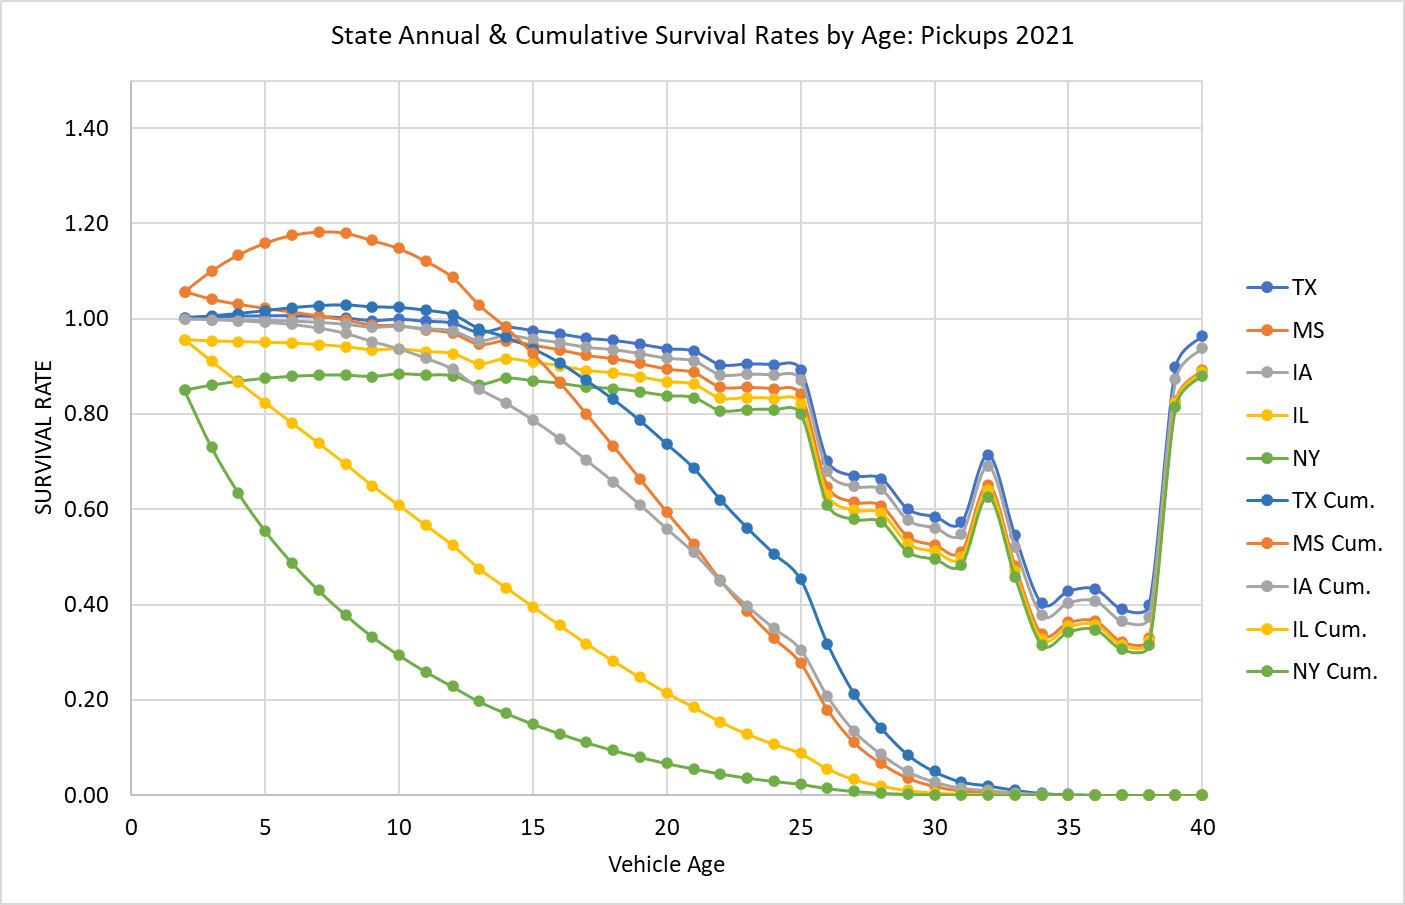 State Annual & Cumulative Survival Rates by Age: Pickups 2021
1.40
1.20
1.00
0.80
0.60
0.40
0.20
0.00
SURVIVAL RATE
0 5 10 15 20 25 30 35 40
Vehicle Age
TX
MS
IA
IL
NY
TX Cum.
MS Cum.
IA Cum.
IL Cum.
NY Cum.